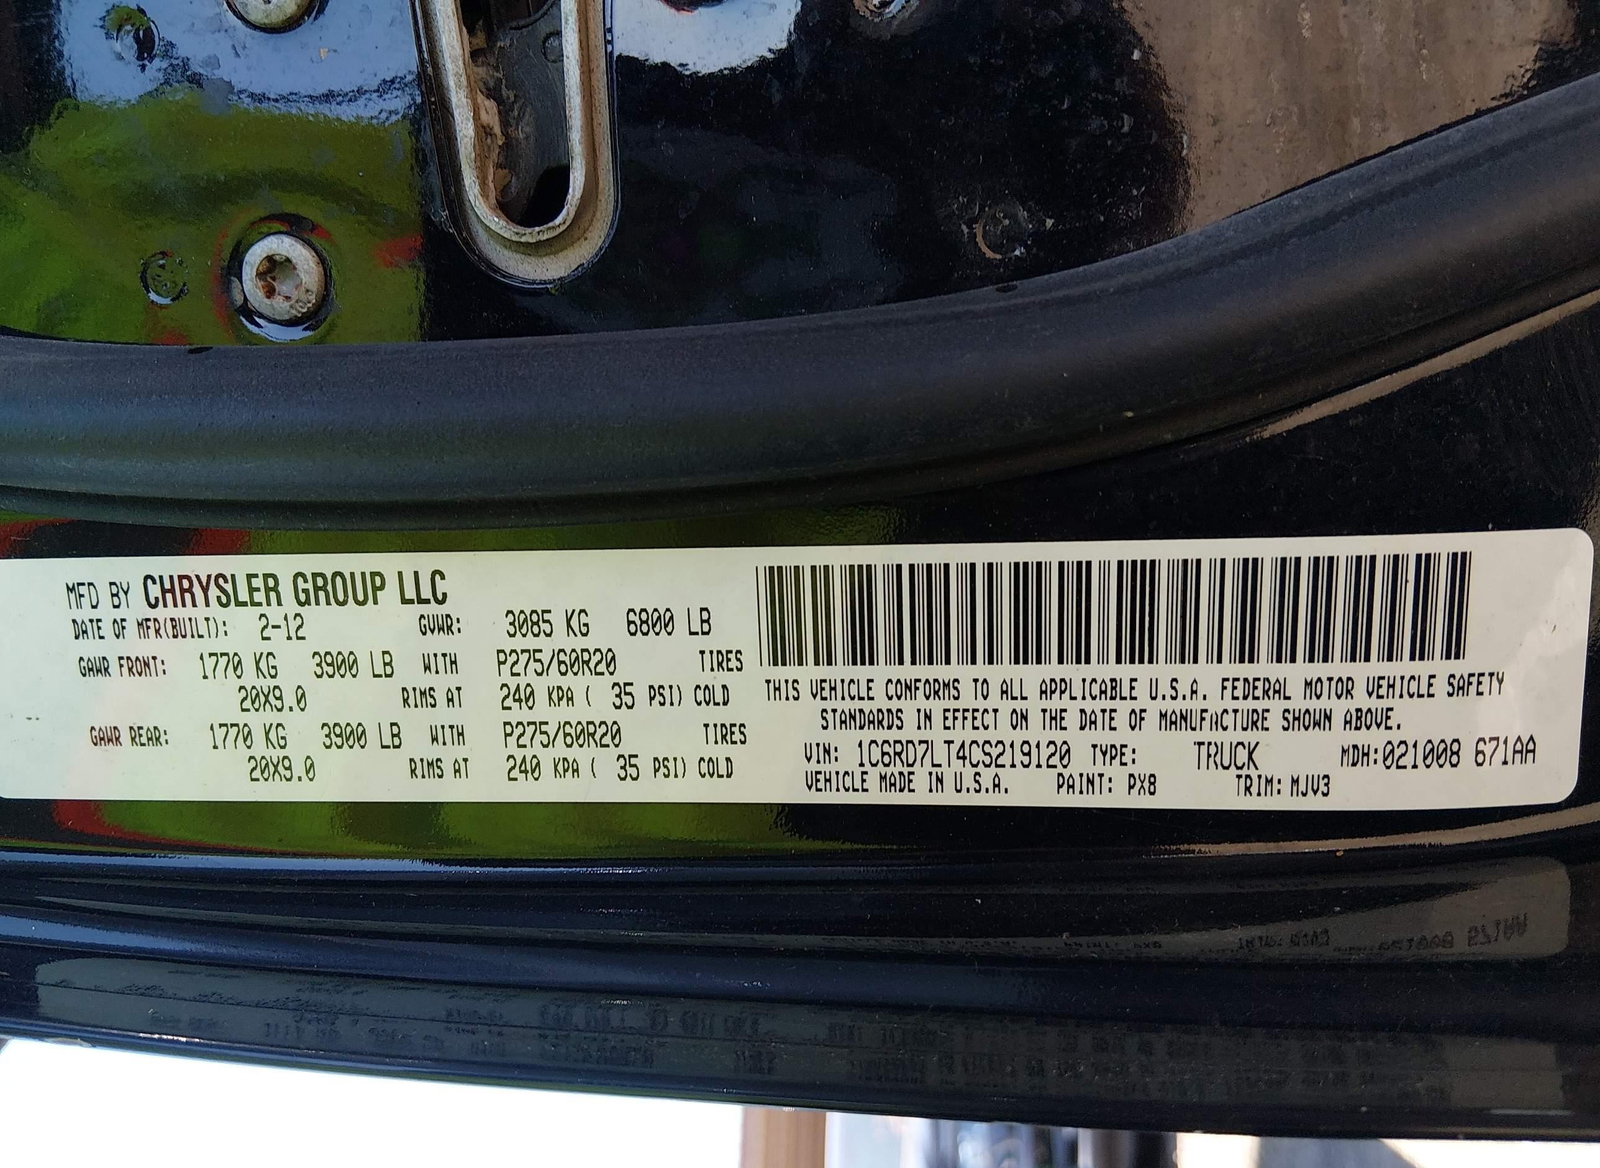 MFD BY CHRYSLER GROUP LLC
DATE OF MFR(BUILT): 2-12 GVWR: 3085 KG 6800 LB
GAWR FRONT: 1770 KG 3900 LB WITH P275/60R20 TIRES
20X9.0 RIMS AT 240 KPA ( 35 PSI) COLD
GAWR REAR: 1770 KG 3900 LB WITH P275/60R20 TIRES
20X9.0 RIMS AT 240 KPA ( 35 PSI) COLD
THIS VEHICLE CONFORMS TO ALL APPLICABLE U.S.A. FEDERAL MOTOR VEHICLE SAFETY
STANDARDS IN EFFECT ON THE DATE OF MANUFACTURE SHOWN ABOVE.
VIN: 1C6RD7LT4CS219120 TYPE: TRUCK MDH:021008 671AA
VEHICLE MADE IN U.S.A. PAINT: PX8 TRIM: MJV3